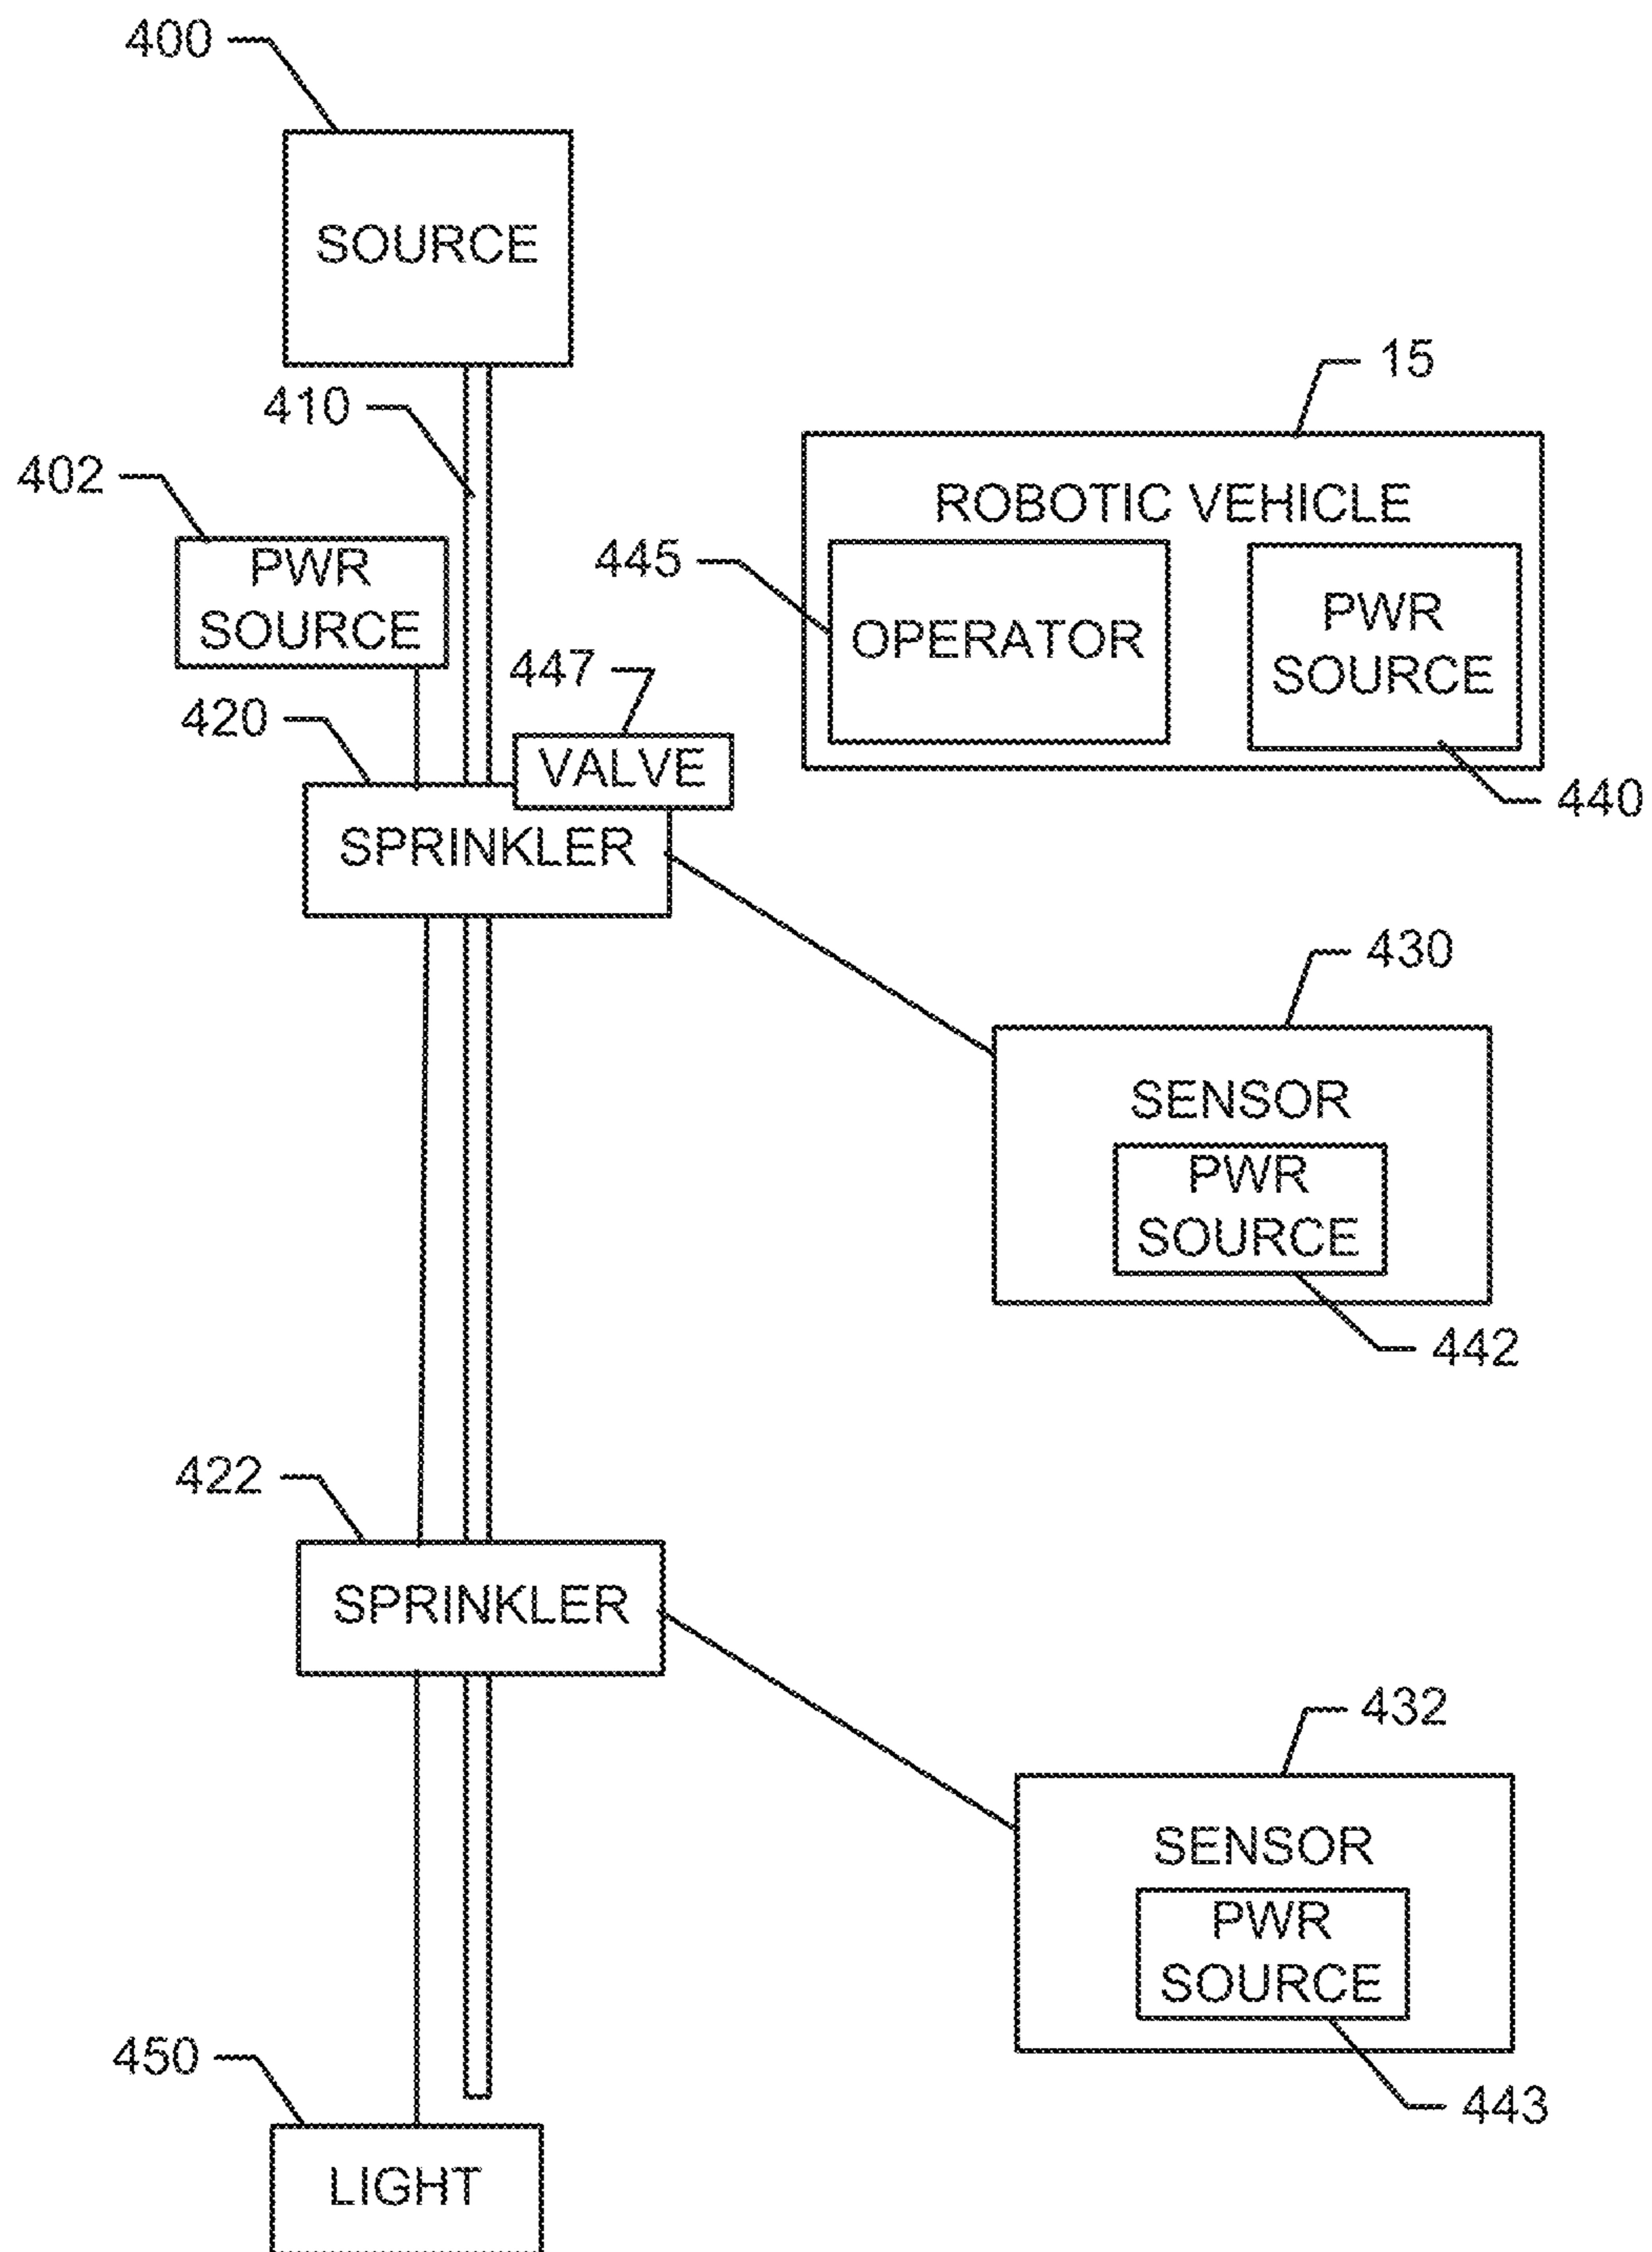 400
SOURCE
410
15
402
ROBOTIC VEHICLE
PWR
SOURCE
445
OPERATOR
PWR
SOURCE
447
420
VALVE
440
SPRINKLER
430
SENSOR
PWR
SOURCE
442
422
SPRINKLER
432
SENSOR
PWR
SOURCE
450
443
LIGHT